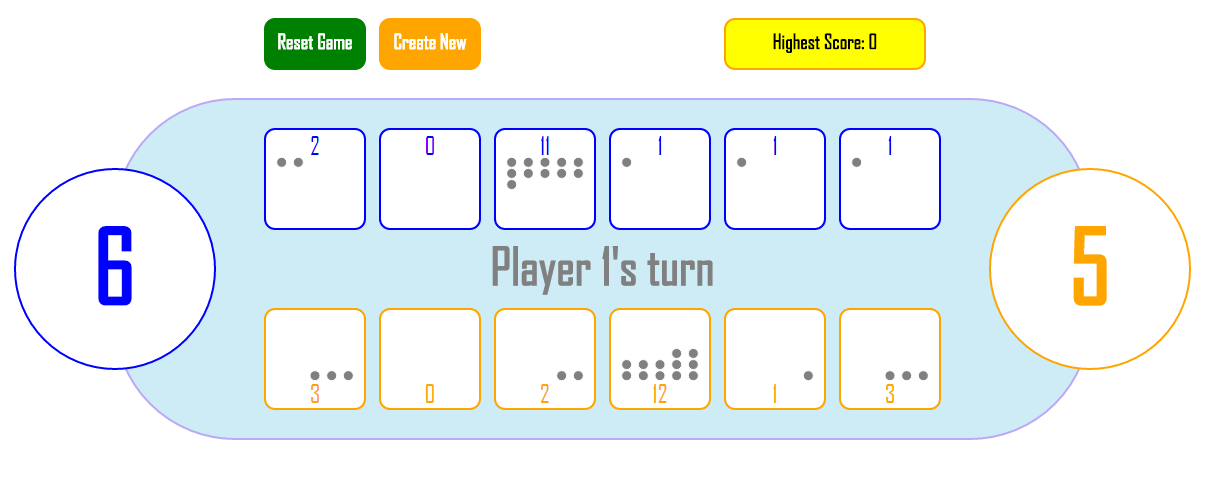 Reset Game Create New Highest Score: 0
2 0 11 1 1 1
6 Player 1's turn 5
3 0 2 12 1 3